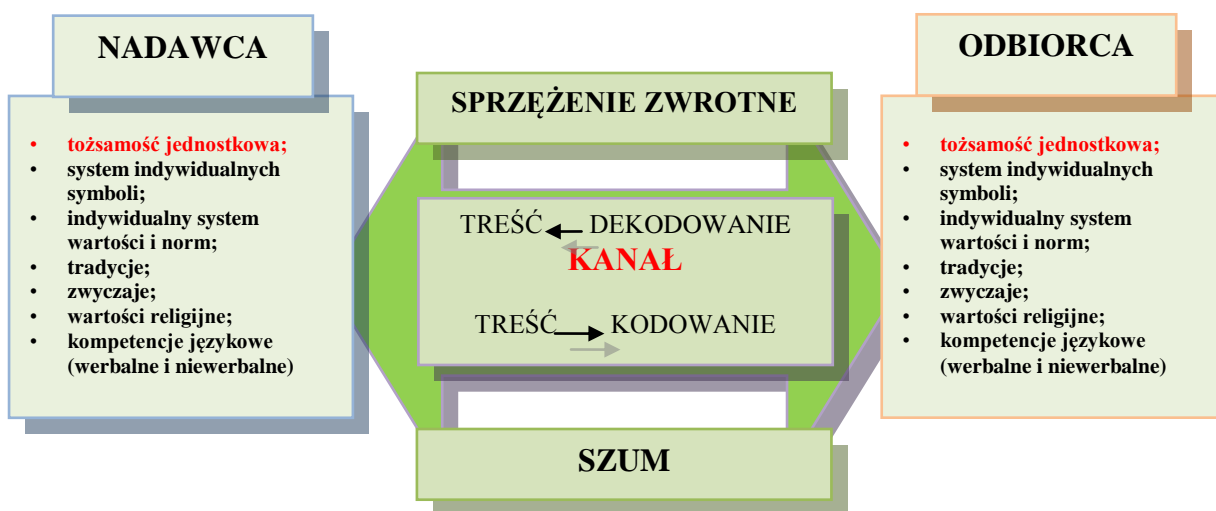 NADAWCA
• tożsamość jednostkowa;
• system indywidualnych
symboli;
• indywidualny system
wartości i norm;
• tradycje;
• zwyczaje;
• wartości religijne;
• kompetencje językowe
(werbalne i niewerbalne)
SPRZĘŻENIE ZWROTNE
TREŚĆ DEKODOWANIE
KANAŁ
TREŚĆ KODOWANIE
SZUM
ODBIORCA
• tożsamość jednostkowa;
• system indywidualnych
symboli;
• indywidualny system
wartości i norm;
• tradycje;
• zwyczaje;
• wartości religijne;
• kompetencje językowe
(werbalne i niewerbalne)